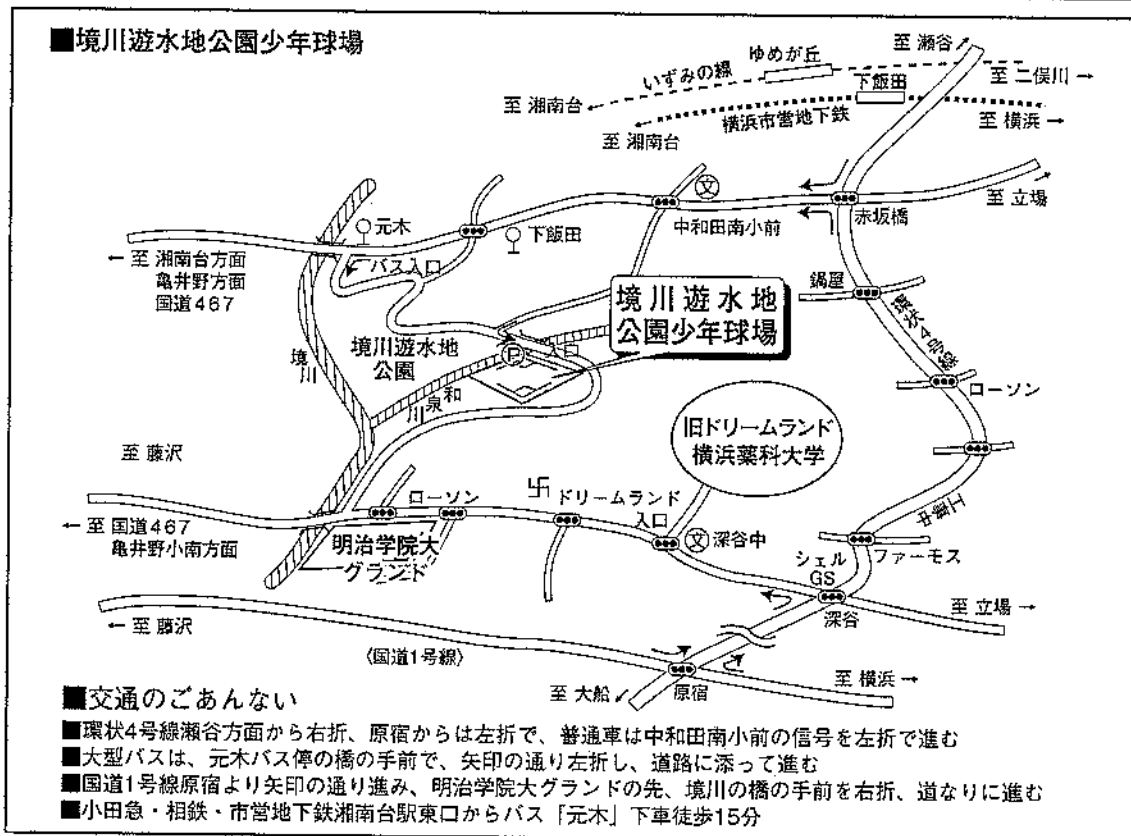 ■境川遊水地公園少年球場
至 瀬谷
ゆめが丘
いずみの線
至 二俣川 →
下飯田
至 湘南台
横浜市営地下鉄
至 横浜 →
至 湘南台
文
至 立場
赤坂橋
中和田南小前
元木
下飯田
← 至 湘南台方面
亀井野方面
国道467
バス入口
鍋屋
境川遊水地
公園少年球場
環状4号線
境川
境川遊水地
公園
P
入口
ローソン
和泉川
旧ドリームランド
横浜薬科大学
至 藤沢
卍
ローソン
ドリームランド
入口
工事中
← 至 国道467
亀井野小南方面
明治学院大
グランド
文 深谷中
シェル
GS
ファーモス
至 立場 →
深谷
← 至 藤沢
〈国道1号線〉
至 横浜 →
至 大船
原宿
■交通のごあんない
■環状4号線瀬谷方面から右折、原宿からは左折で、普通車は中和田南小前の信号を左折で進む
■大型バスは、元木バス停の橋の手前で、矢印の通り左折し、道路に添って進む
■国道1号線原宿より矢印の通り進み、明治学院大グランドの先、境川の橋の手前を右折、道なりに進む
■小田急・相鉄・市営地下鉄湘南台駅東口からバス「元木」下車徒歩15分